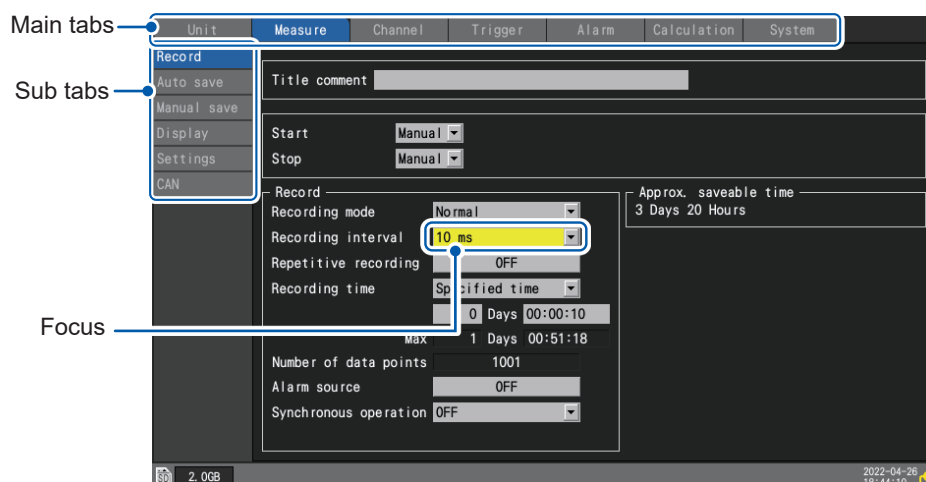 Main tabs
Unit Measure Channel Trigger Alarm Calculation System
Sub tabs
Record
Auto save
Manual save
Display
Settings
CAN
Title comment
Start Manual
Stop Manual
Record
Recording mode Normal
Recording interval 10 ms
Repetitive recording OFF
Recording time Specified time
0 Days 00:00:10
Max 1 Days 00:51:18
Number of data points 1001
Alarm source OFF
Synchronous operation OFF
Approx. saveable time
3 Days 20 Hours
Focus
SD 2.0GB
2022-04-26
18:44:10